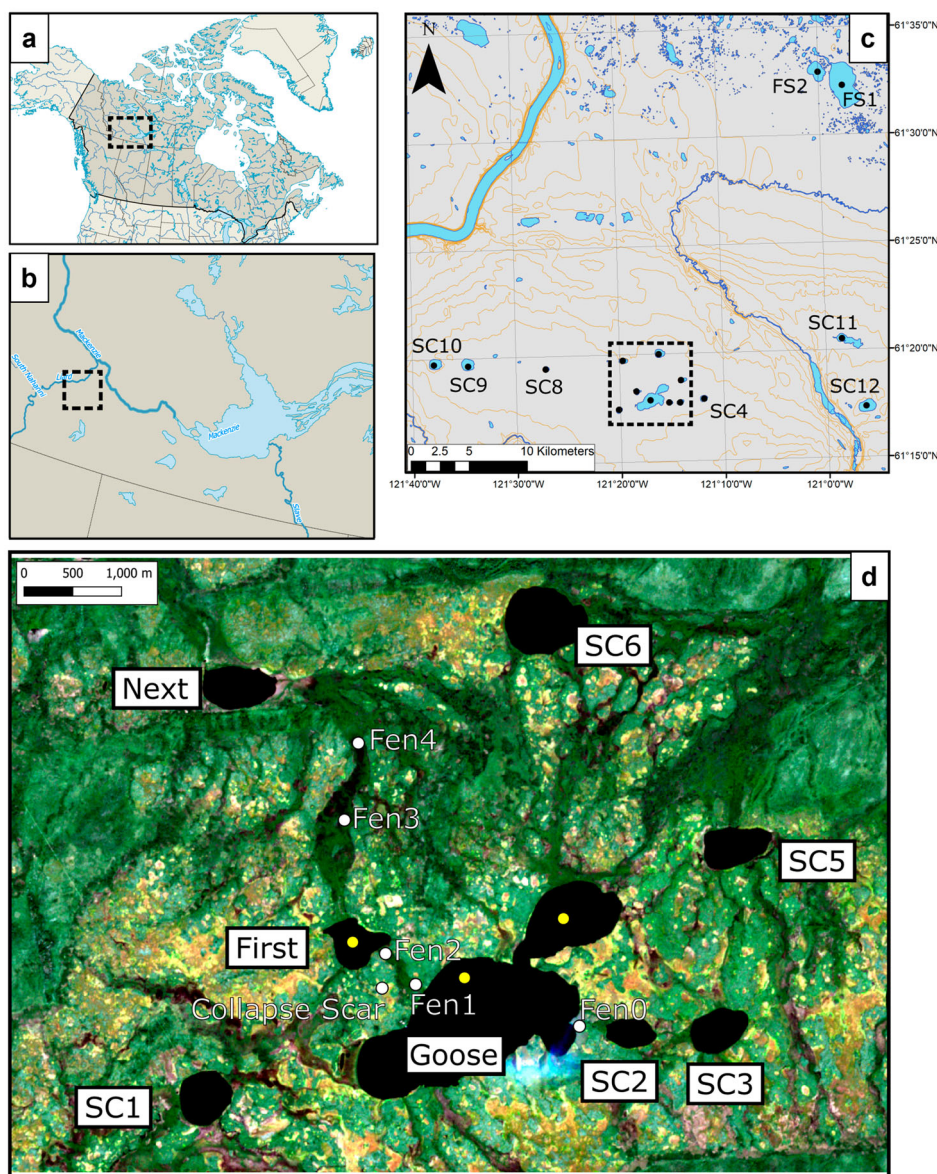 a
b
Mackenzie
South Nahanni
Liard
Mackenzie
Slave
c
N
61°35'0"N
61°30'0"N
61°25'0"N
61°20'0"N
61°15'0"N
FS2
FS1
SC11
SC10
SC9
SC8
SC12
SC4
0 2.5 5 10 Kilometers
121°40'0"W 121°30'0"W 121°20'0"W 121°10'0"W 121°0'0"W
d
0 500 1,000 m
SC6
Next
Fen4
Fen3
SC5
First
Fen2
Collapse Scar
Fen1
Fen0
Goose
SC2
SC3
SC1